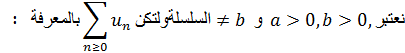 نعتبر a > 0, b > 0, و a ≠ b السلسلة ولتكن ∑_{n≥0} u_n بالمعرفة :